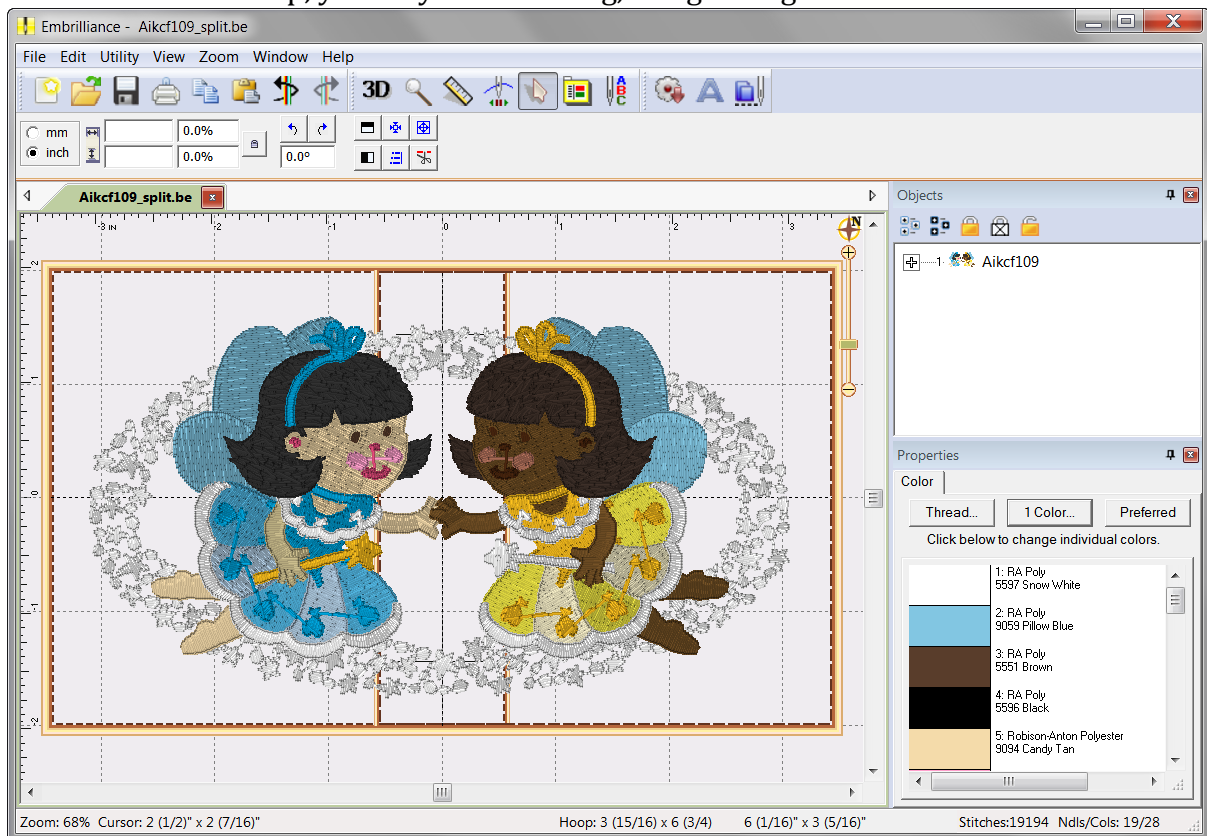 Embrilliance - Aikcf109_split.be
File Edit Utility View Zoom Window Help
3D
A
B
C
A
mm
0.0%
inch
0.0%
0.0°
Aikcf109_split.be
-3 IN
-2
-1
0
1
2
3
N
2
1
0
-1
-2
Objects
1
Aikcf109
Properties
Color
Thread...
1 Color...
Preferred
Click below to change individual colors.
1: RA Poly
5597 Snow White
2: RA Poly
9059 Pillow Blue
3: RA Poly
5551 Brown
4: RA Poly
5596 Black
5: Robison-Anton Polyester
9094 Candy Tan
Zoom: 68% Cursor: 2 (1/2)" x 2 (7/16)"
Hoop: 3 (15/16) x 6 (3/4)
6 (1/16)" x 3 (5/16)"
Stitches:19194 Ndls/Cols: 19/28